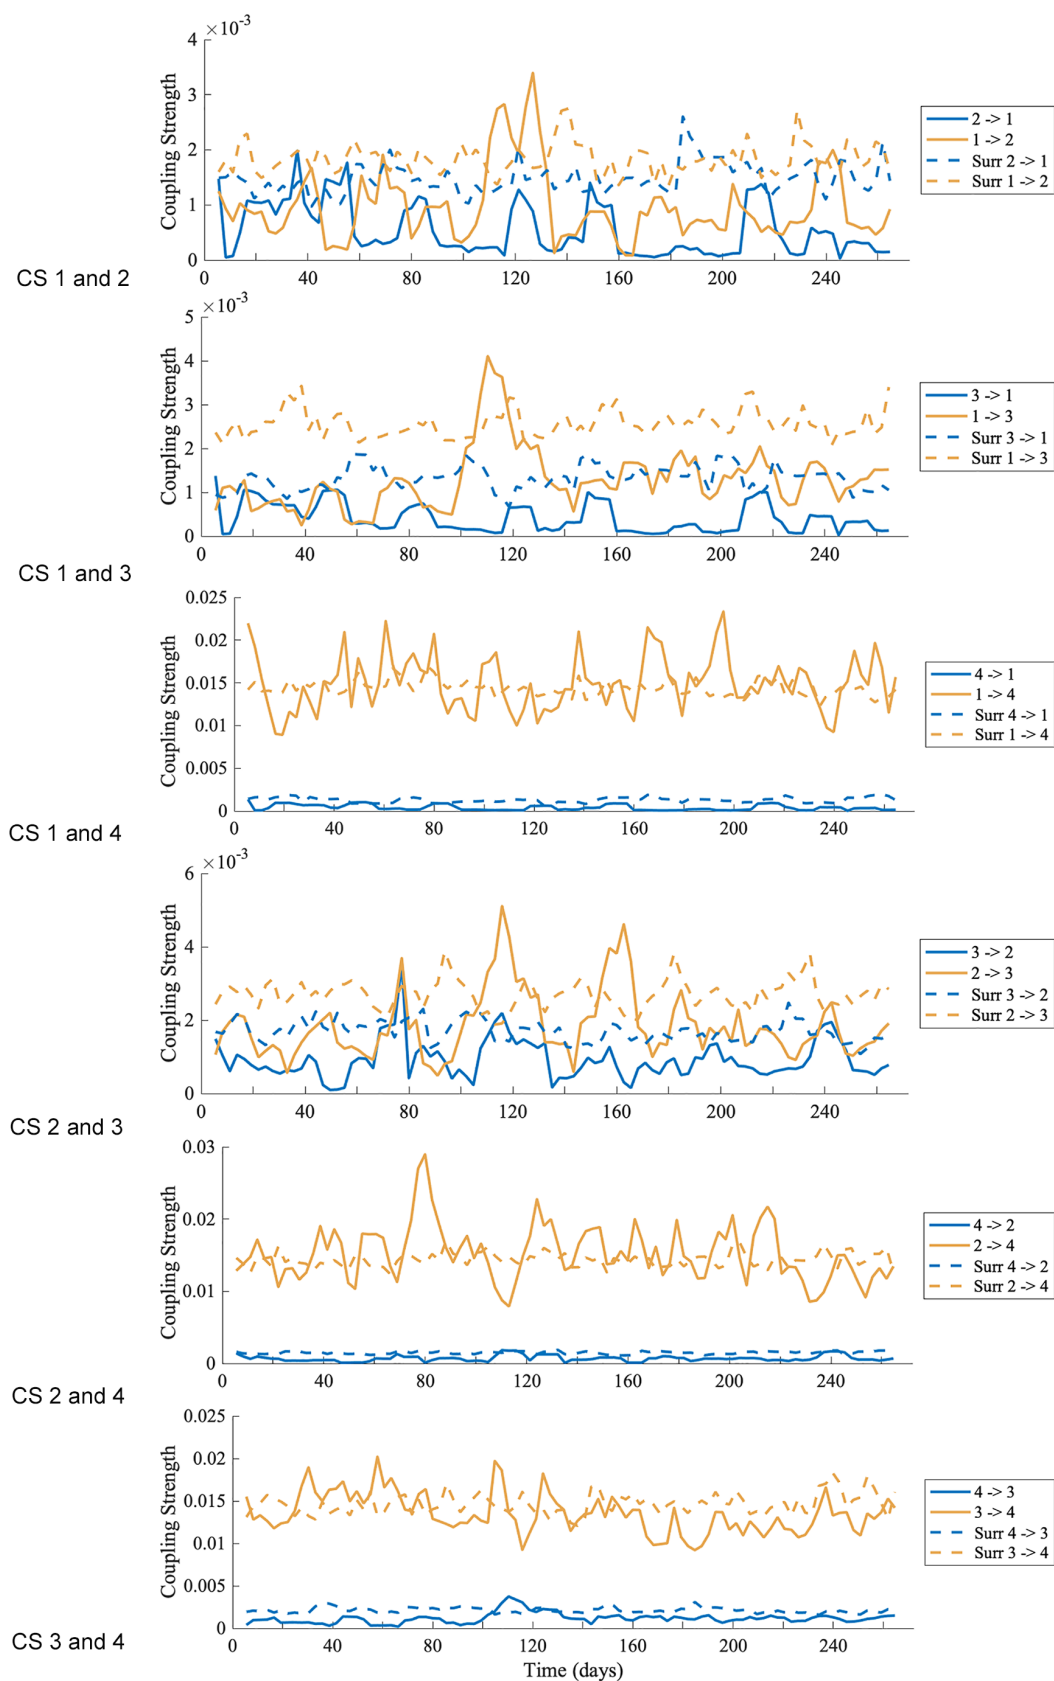 ×10⁻³
4
3
2
1
0
Coupling Strength
0 40 80 120 160 200 240
2 -> 1
1 -> 2
Surr 2 -> 1
Surr 1 -> 2
CS 1 and 2
×10⁻³
5
4
3
2
1
0
Coupling Strength
0 40 80 120 160 200 240
3 -> 1
1 -> 3
Surr 3 -> 1
Surr 1 -> 3
CS 1 and 3
0.025
0.02
0.015
0.01
0.005
0
Coupling Strength
0 40 80 120 160 200 240
4 -> 1
1 -> 4
Surr 4 -> 1
Surr 1 -> 4
CS 1 and 4
×10⁻³
6
4
2
0
Coupling Strength
0 40 80 120 160 200 240
3 -> 2
2 -> 3
Surr 3 -> 2
Surr 2 -> 3
CS 2 and 3
0.03
0.02
0.01
0
Coupling Strength
0 40 80 120 160 200 240
4 -> 2
2 -> 4
Surr 4 -> 2
Surr 2 -> 4
CS 2 and 4
0.025
0.02
0.015
0.01
0.005
0
Coupling Strength
0 40 80 120 160 200 240
4 -> 3
3 -> 4
Surr 4 -> 3
Surr 3 -> 4
CS 3 and 4
Time (days)